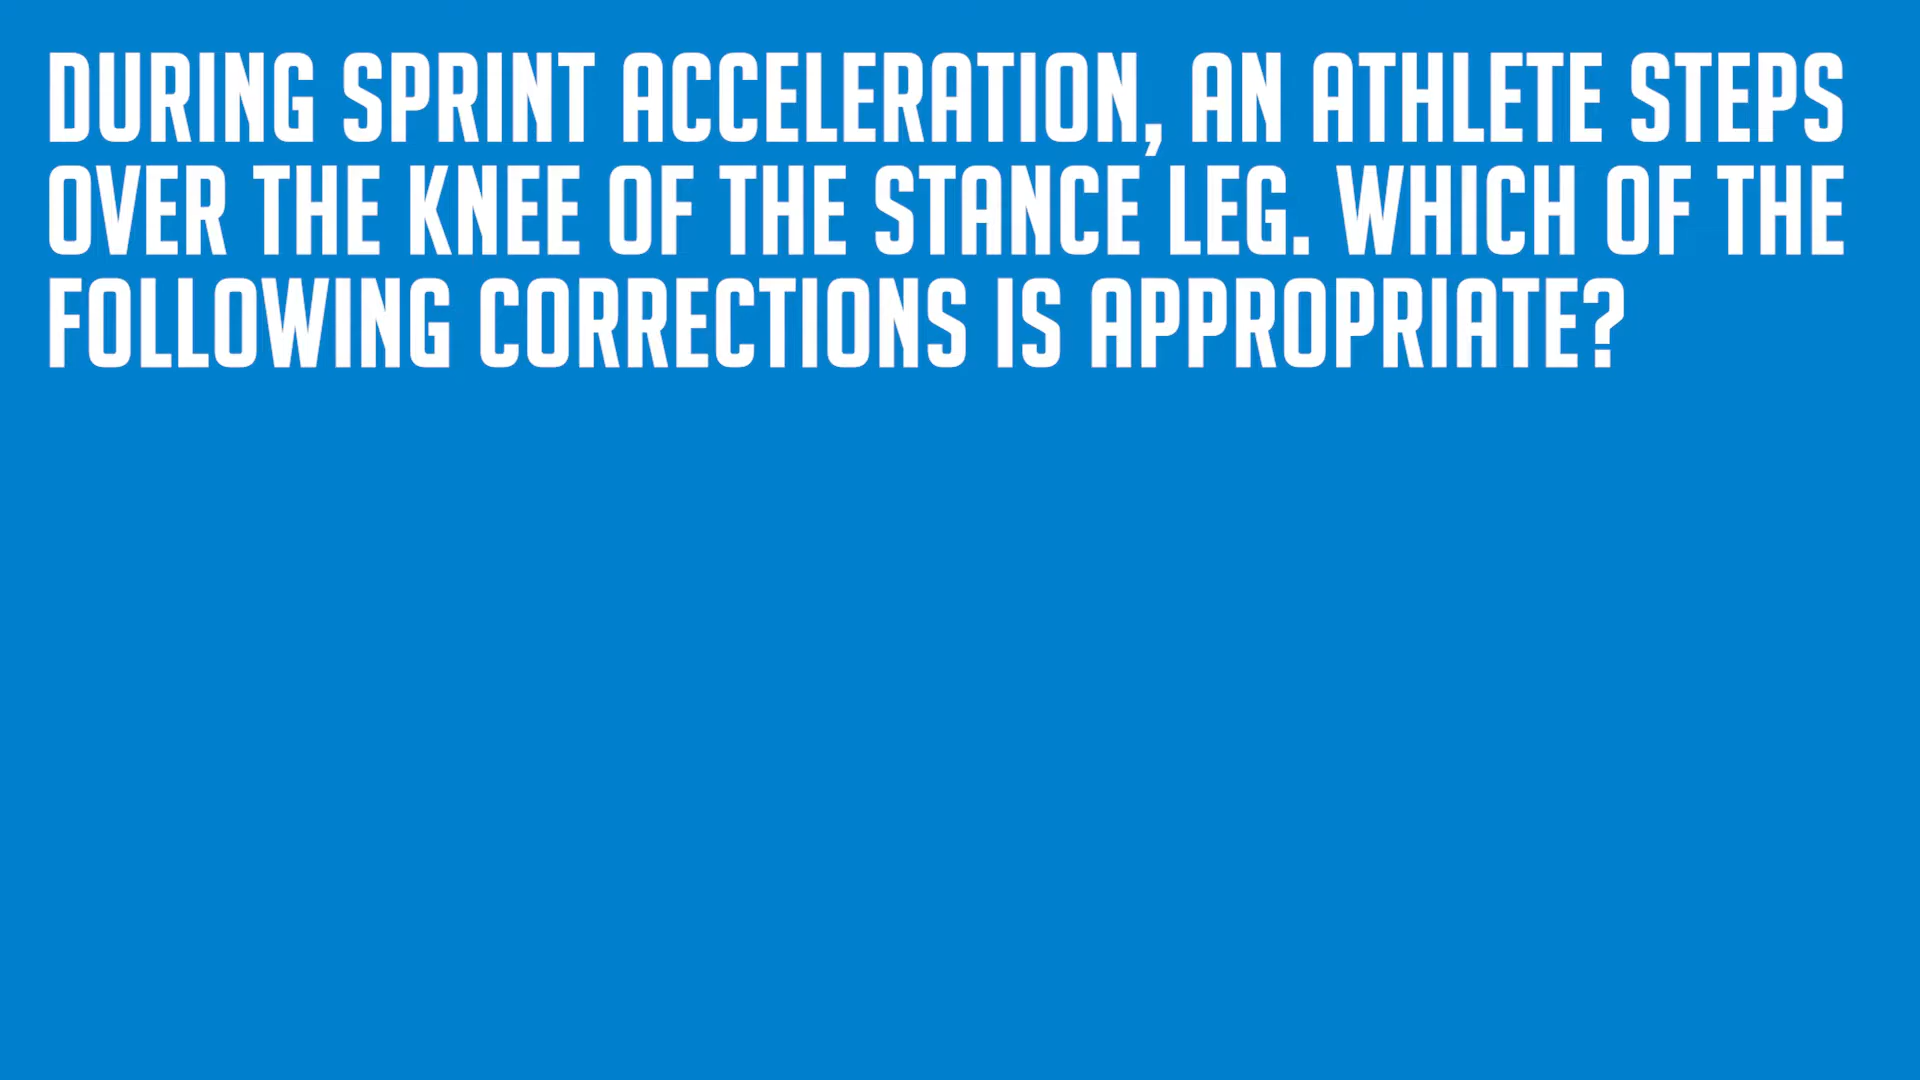 DURING SPRINT ACCELERATION, AN ATHLETE STEPS
OVER THE KNEE OF THE STANCE LEG. WHICH OF THE
FOLLOWING CORRECTIONS IS APPROPRIATE?